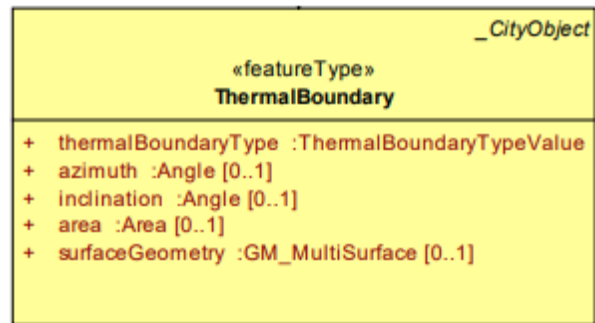 _CityObject
«featureType»
ThermalBoundary
+ thermalBoundaryType :ThermalBoundaryTypeValue
+ azimuth :Angle [0..1]
+ inclination :Angle [0..1]
+ area :Area [0..1]
+ surfaceGeometry :GM_MultiSurface [0..1]